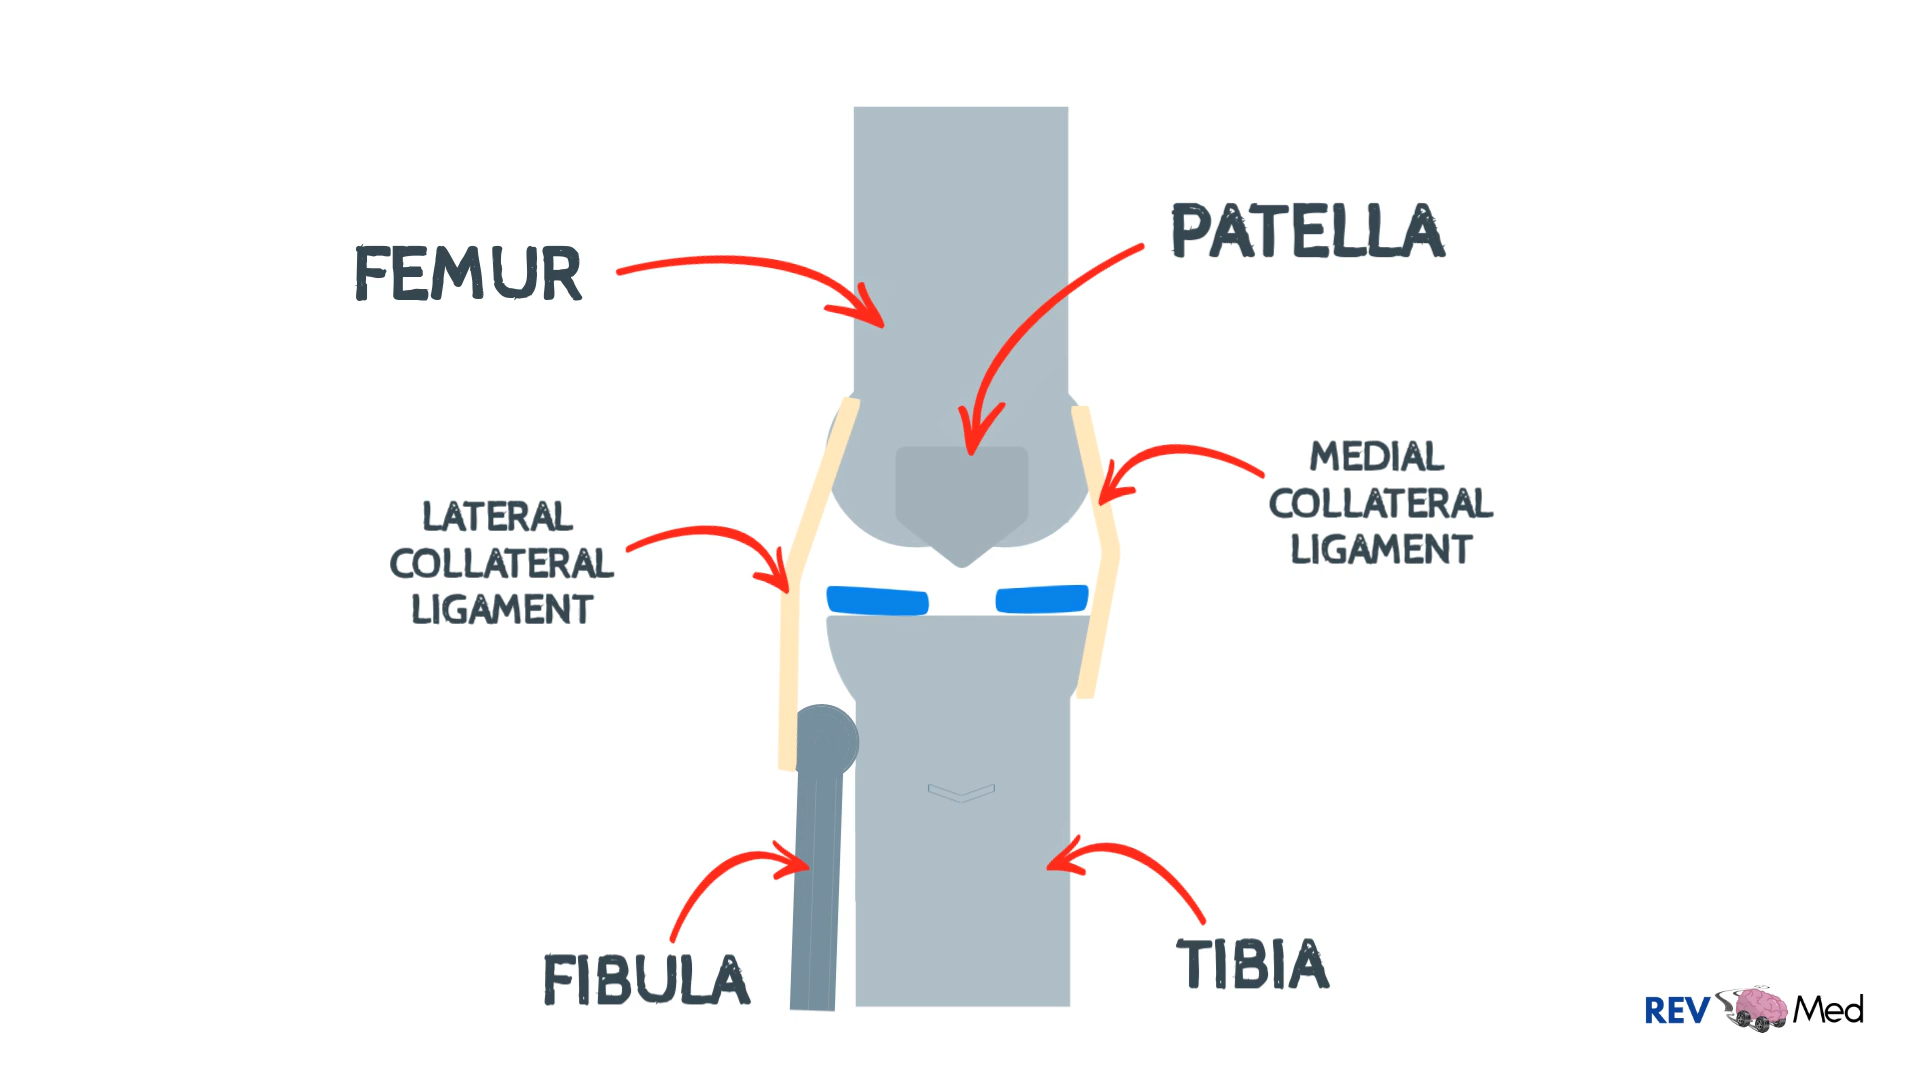 PATELLA
FEMUR
MEDIAL
COLLATERAL
LIGAMENT
LATERAL
COLLATERAL
LIGAMENT
FIBULA
TIBIA
REV Med